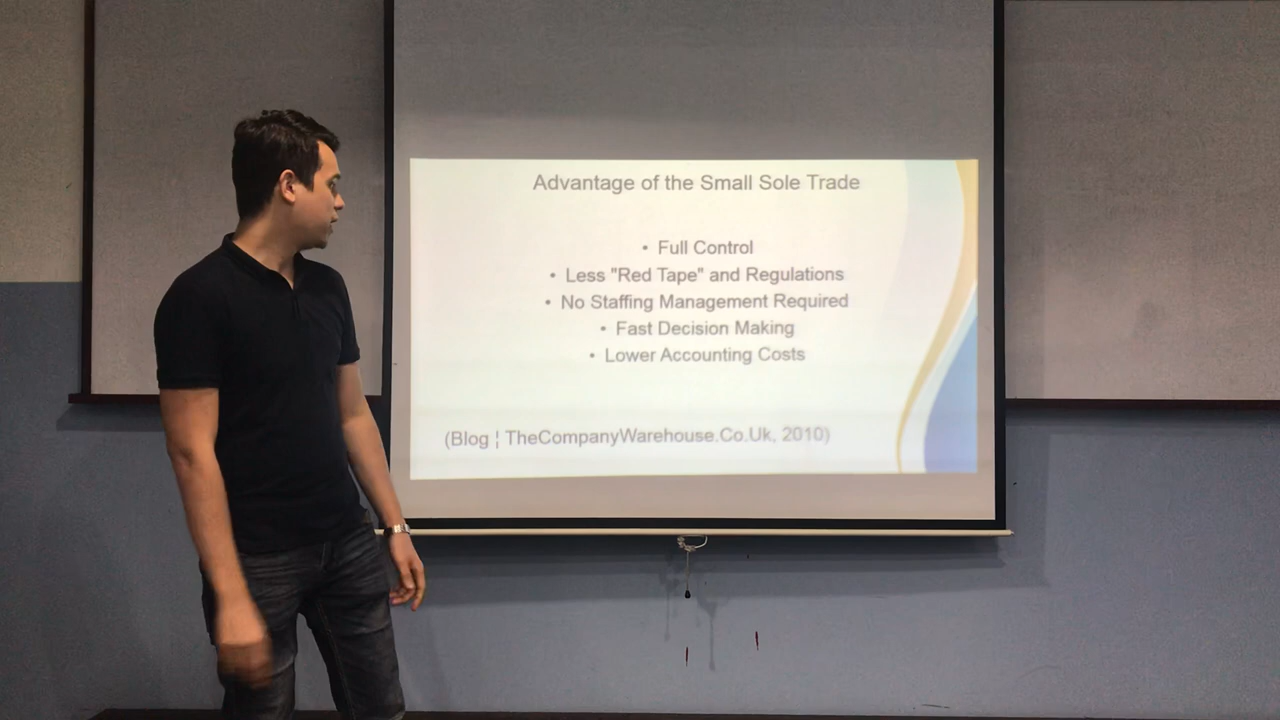 Advantage of the Small Sole Trade
• Full Control
• Less "Red Tape" and Regulations
• No Staffing Management Required
• Fast Decision Making
• Lower Accounting Costs
(Blog ¦ TheCompanyWarehouse.Co.Uk, 2010)